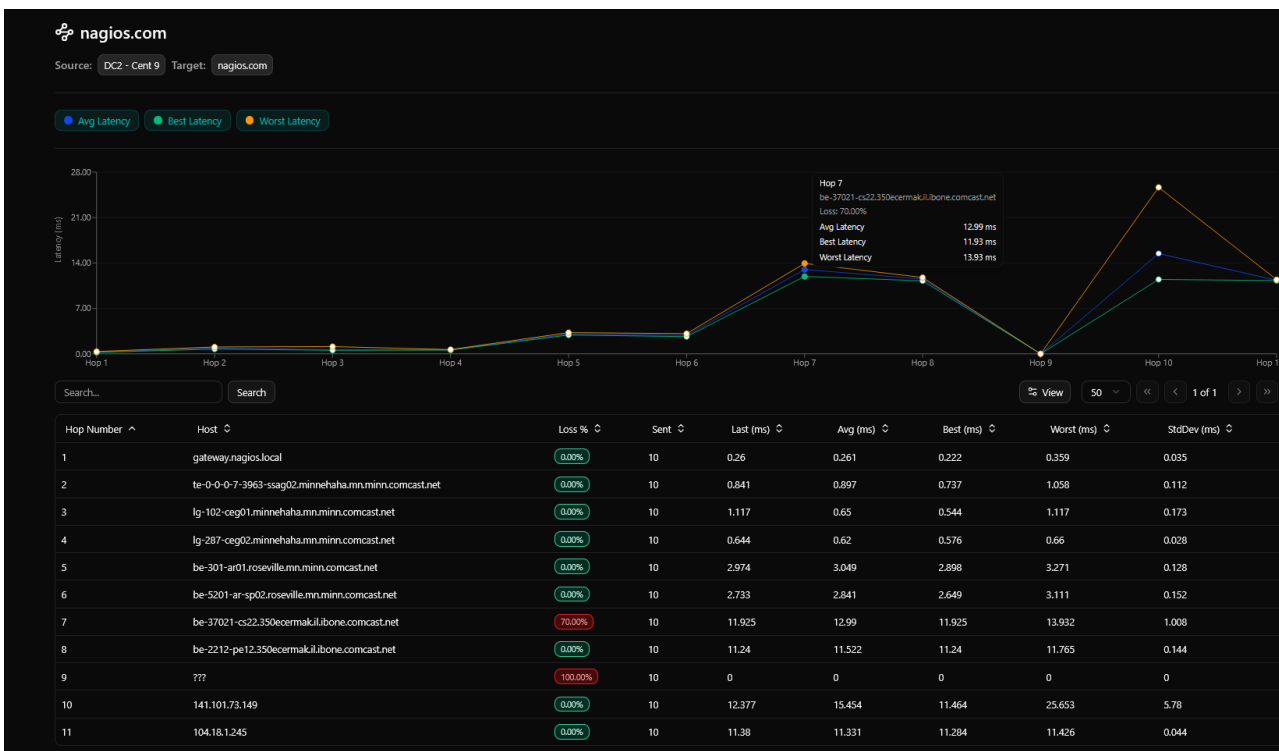 nagios.com
Source: DC2 - Cent 9 Target: nagios.com
Avg Latency Best Latency Worst Latency
28.00
21.00
14.00
7.00
0.00
Latency (ms)
Hop 7
be-37021-cs22.350ecermak.il.ibone.comcast.net
Loss: 70.00%
Avg Latency 12.99 ms
Best Latency 11.93 ms
Worst Latency 13.93 ms
Hop 1 Hop 2 Hop 3 Hop 4 Hop 5 Hop 6 Hop 7 Hop 8 Hop 9 Hop 10 Hop 1
Search... Search View 50 1 of 1
Hop Number Host Loss % Sent Last (ms) Avg (ms) Best (ms) Worst (ms) StdDev (ms)
1 gateway.nagios.local 0.00% 10 0.26 0.261 0.222 0.359 0.035
2 te-0-0-0-7-3963-ssag02.minnehaha.mn.minn.comcast.net 0.00% 10 0.841 0.897 0.737 1.058 0.112
3 lg-102-ceg01.minnehaha.mn.minn.comcast.net 0.00% 10 1.117 0.65 0.544 1.117 0.173
4 lg-287-ceg02.minnehaha.mn.minn.comcast.net 0.00% 10 0.644 0.62 0.576 0.66 0.028
5 be-301-ar01.roseville.mn.minn.comcast.net 0.00% 10 2.974 3.049 2.898 3.271 0.128
6 be-5201-ar-sp02.roseville.mn.minn.comcast.net 0.00% 10 2.733 2.841 2.649 3.111 0.152
7 be-37021-cs22.350ecermak.il.ibone.comcast.net 70.00% 10 11.925 12.99 11.925 13.932 1.008
8 be-2212-pe12.350ecermak.il.ibone.comcast.net 0.00% 10 11.24 11.522 11.24 11.765 0.144
9 ??? 100.00% 10 0 0 0 0 0
10 141.101.73.149 0.00% 10 12.377 15.454 11.464 25.653 5.78
11 104.18.1.245 0.00% 10 11.38 11.331 11.284 11.426 0.044